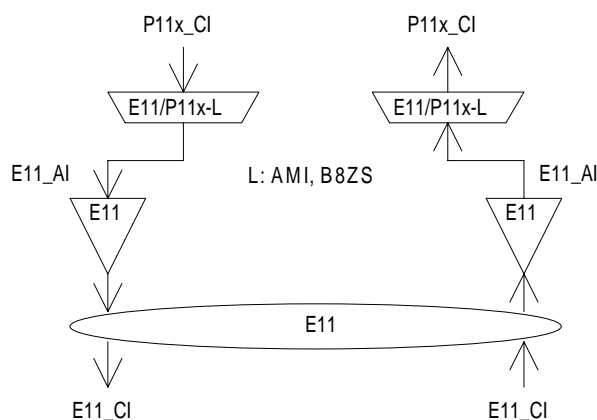 P11x_CI P11x_CI
E11/P11x-L E11/P11x-L
E11_AI L: AMI, B8ZS E11_AI
E11 E11
E11
E11_CI E11_CI